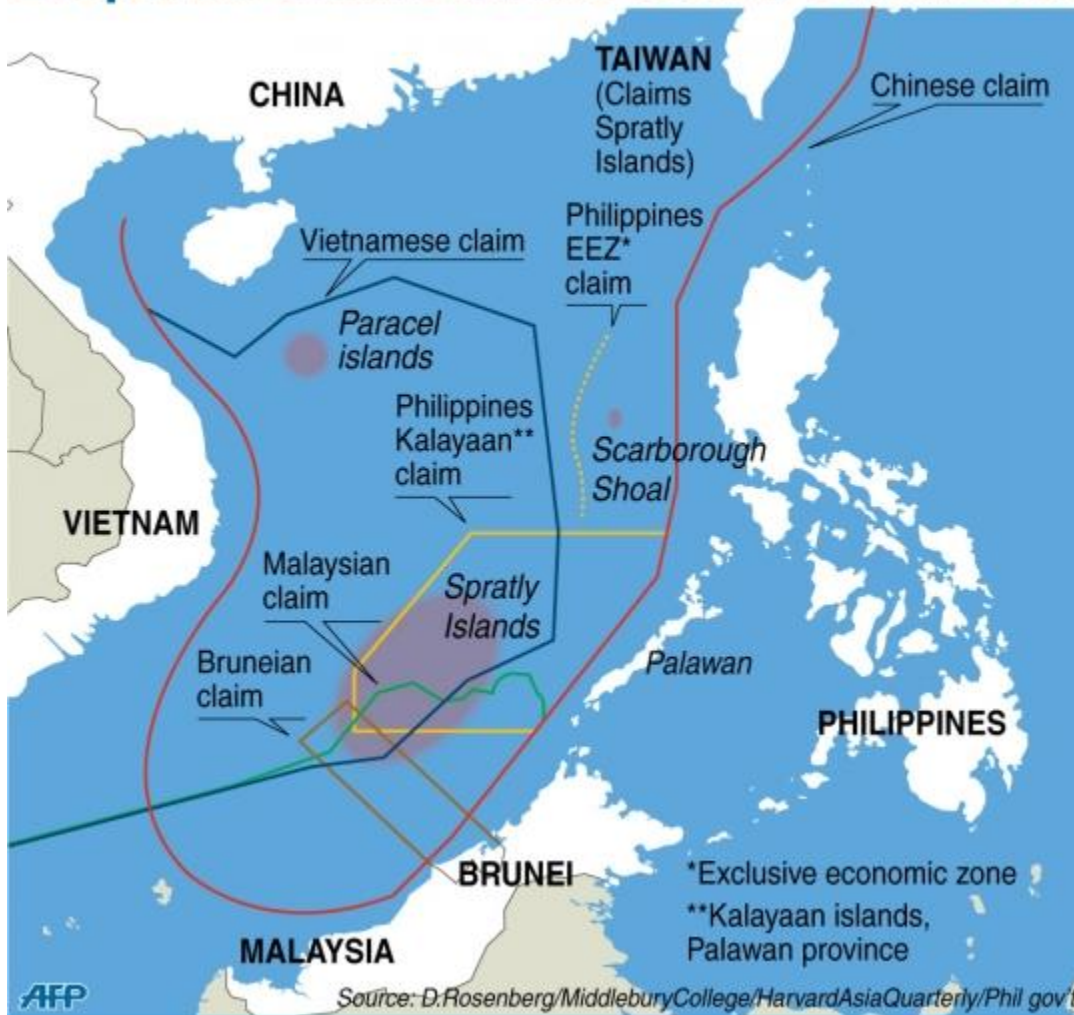 TAIWAN
(Claims
Spratly
Islands)
CHINA
Chinese claim
Vietnamese claim
Philippines
EEZ*
claim
Paracel
islands
Philippines
Kalayaan**
claim
Scarborough
Shoal
VIETNAM
Malaysian
claim
Spratly
Islands
Bruneian
claim
Palawan
PHILIPPINES
BRUNEI
MALAYSIA
*Exclusive economic zone
**Kalayaan islands,
Palawan province
AFP
Source: D.Rosenberg/MiddleburyCollege/HarvardAsiaQuarterly/Phil gov't